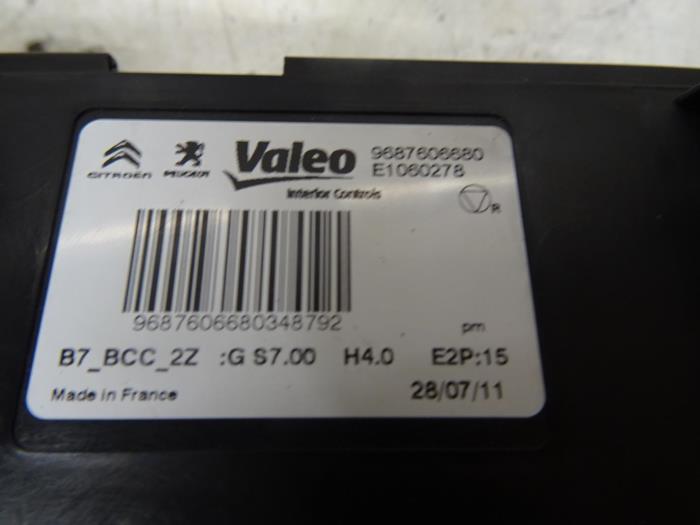 CITROËN PEUGEOT Valeo 9687606680
E1060278
Interior Controls
R
9687606680348792
pm
B7_BCC_2Z :G S7.00 H4.0 E2P:15
Made in France 28/07/11